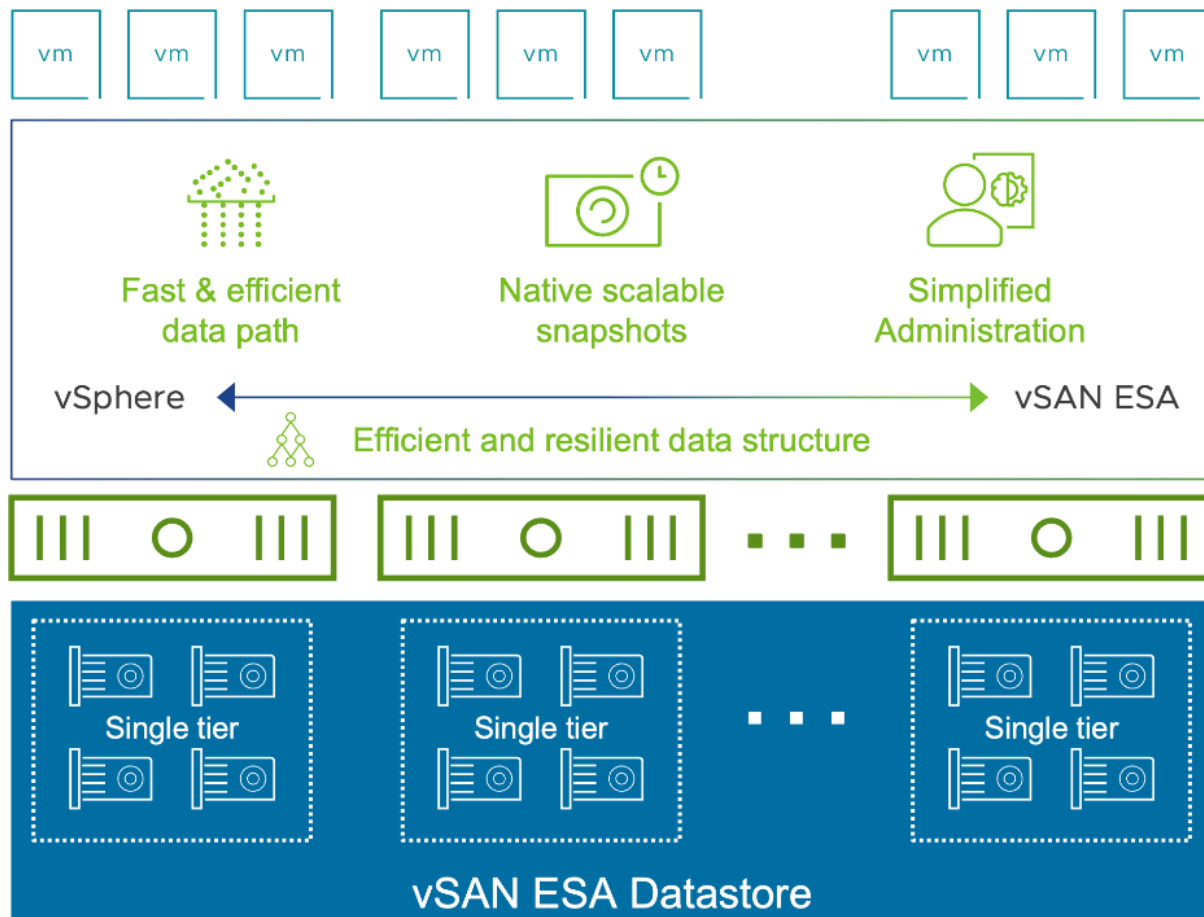 vm vm vm vm vm vm vm vm vm
Fast & efficient
data path
Native scalable
snapshots
Simplified
Administration
vSphere
vSAN ESA
Efficient and resilient data structure
Single tier
Single tier
Single tier
vSAN ESA Datastore